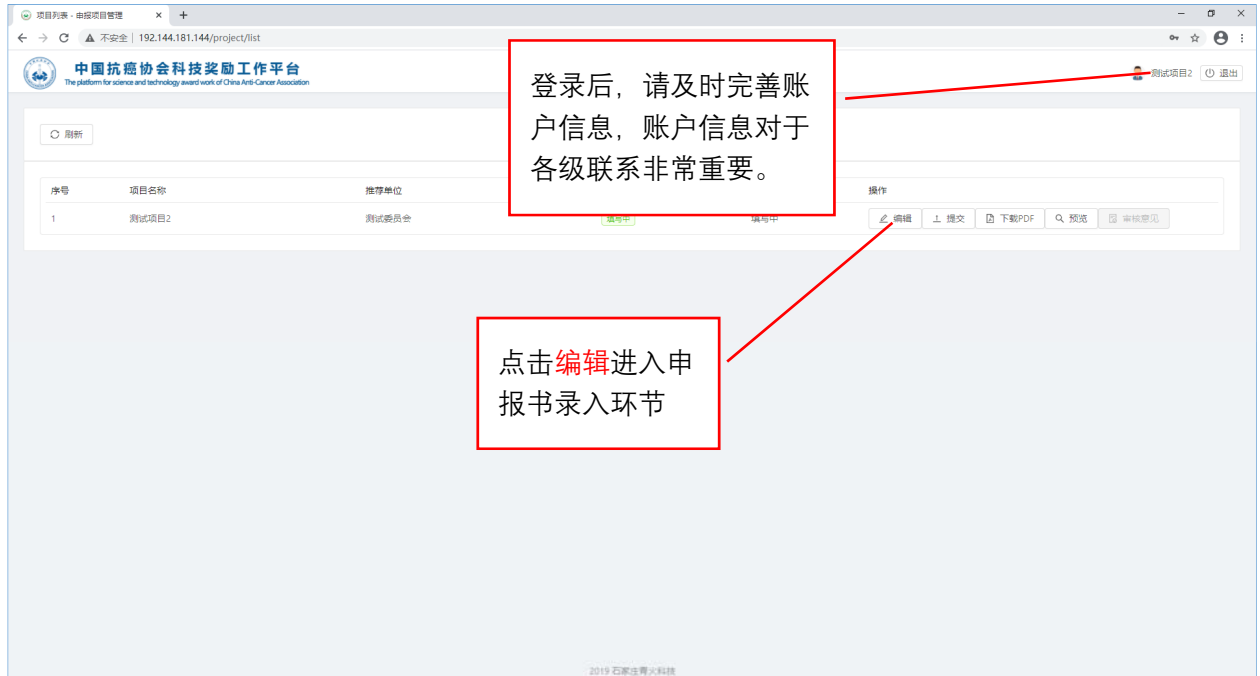 项目列表 - 申报项目管理
不安全 | 192.144.181.144/project/list
中国抗癌协会科技奖励工作平台
The platform for science and technology award work of China Anti-Cancer Association
测试项目2 退出
登录后，请及时完善账
户信息，账户信息对于
各级联系非常重要。
刷新
序号 项目名称 推荐单位 操作
1 测试项目2 测试委员会 填写中 填写中 编辑 提交 下载PDF 预览 审核意见
点击编辑进入申
报书录入环节
2019 石家庄青火科技